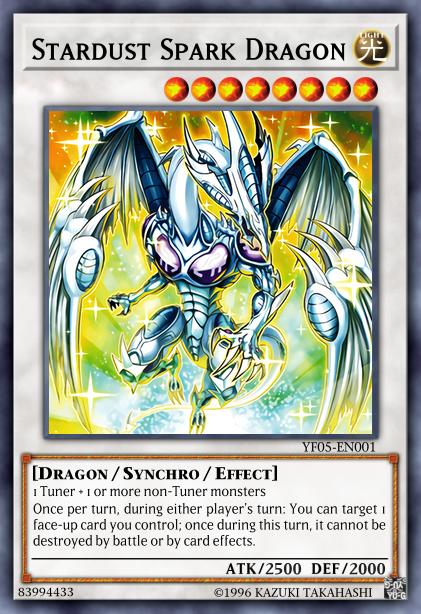 Stardust Spark Dragon
LIGHT
光
YF05-EN001
[Dragon / Synchro / Effect]
1 Tuner + 1 or more non-Tuner monsters
Once per turn, during either player's turn: You can target 1
face-up card you control; once during this turn, it cannot be
destroyed by battle or by card effects.
ATK/2500 DEF/2000
83994433
©1996 KAZUKI TAKAHASHI